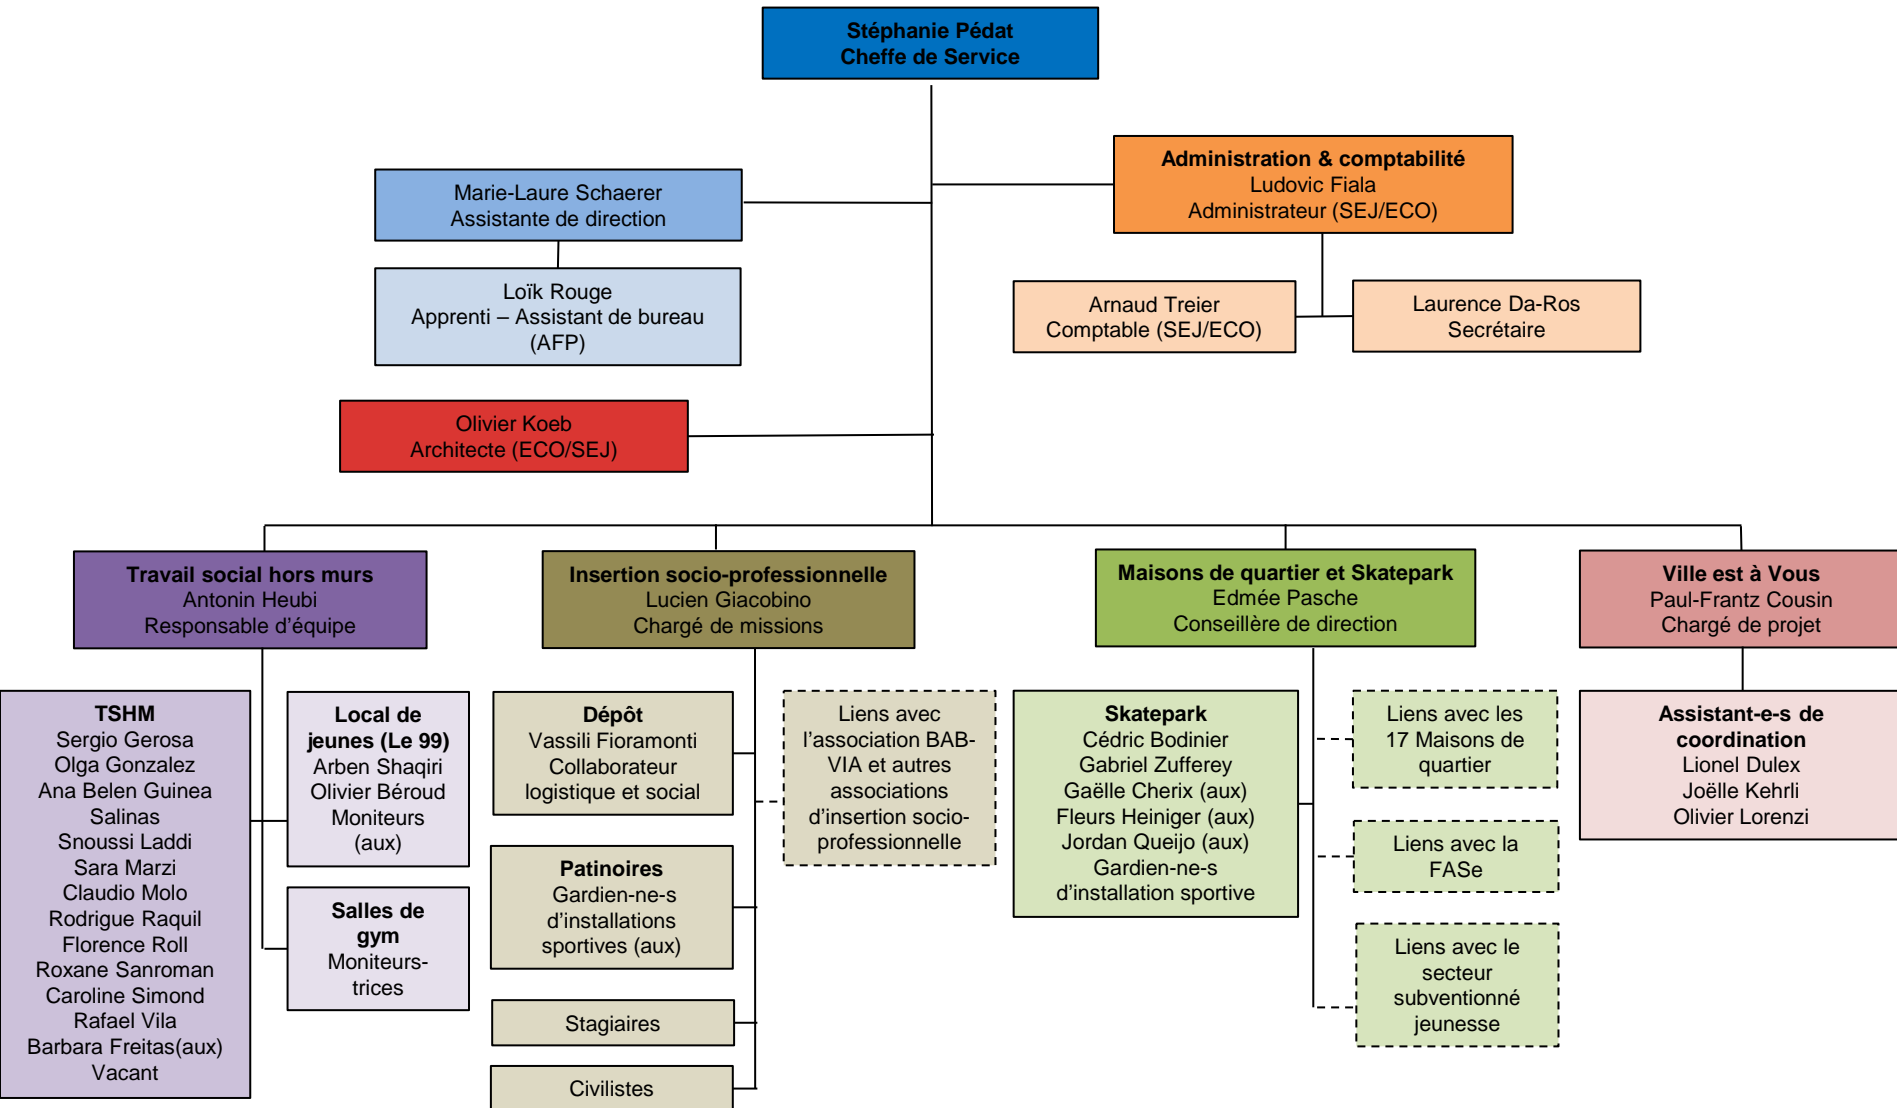 Stéphanie Pédat
Cheffe de Service
Administration & comptabilité
Ludovic Fiala
Administrateur (SEJ/ECO)
Marie-Laure Schaerer
Assistante de direction
Loïk Rouge
Apprenti – Assistant de bureau
(AFP)
Arnaud Treier
Comptable (SEJ/ECO)
Laurence Da-Ros
Secrétaire
Olivier Koeb
Architecte (ECO/SEJ)
Travail social hors murs
Antonin Heubi
Responsable d'équipe
Insertion socio-professionnelle
Lucien Giacobino
Chargé de missions
Maisons de quartier et Skatepark
Edmée Pasche
Conseillère de direction
Ville est à Vous
Paul-Frantz Cousin
Chargé de projet
TSHM
Sergio Gerosa
Olga Gonzalez
Ana Belen Guinea
Salinas
Snoussi Laddi
Sara Marzi
Claudio Molo
Rodrigue Raquil
Florence Roll
Roxane Sanroman
Caroline Simond
Rafael Vila
Barbara Freitas(aux)
Vacant
Local de
jeunes (Le 99)
Arben Shaqiri
Olivier Béroud
Moniteurs
(aux)
Salles de
gym
Moniteurs-
trices
Dépôt
Vassili Fioramonti
Collaborateur
logistique et social
Patinoires
Gardien-ne-s
d'installations
sportives (aux)
Stagiaires
Civilistes
Liens avec
l'association BAB-
VIA et autres
associations
d'insertion socio-
professionnelle
Skatepark
Cédric Bodinier
Gabriel Zufferey
Gaëlle Cherix (aux)
Fleurs Heiniger (aux)
Jordan Queijo (aux)
Gardien-ne-s
d'installation sportive
Liens avec les
17 Maisons de
quartier
Liens avec la
FASe
Liens avec le
secteur
subventionné
jeunesse
Assistant-e-s de
coordination
Lionel Dulex
Joëlle Kehrli
Olivier Lorenzi